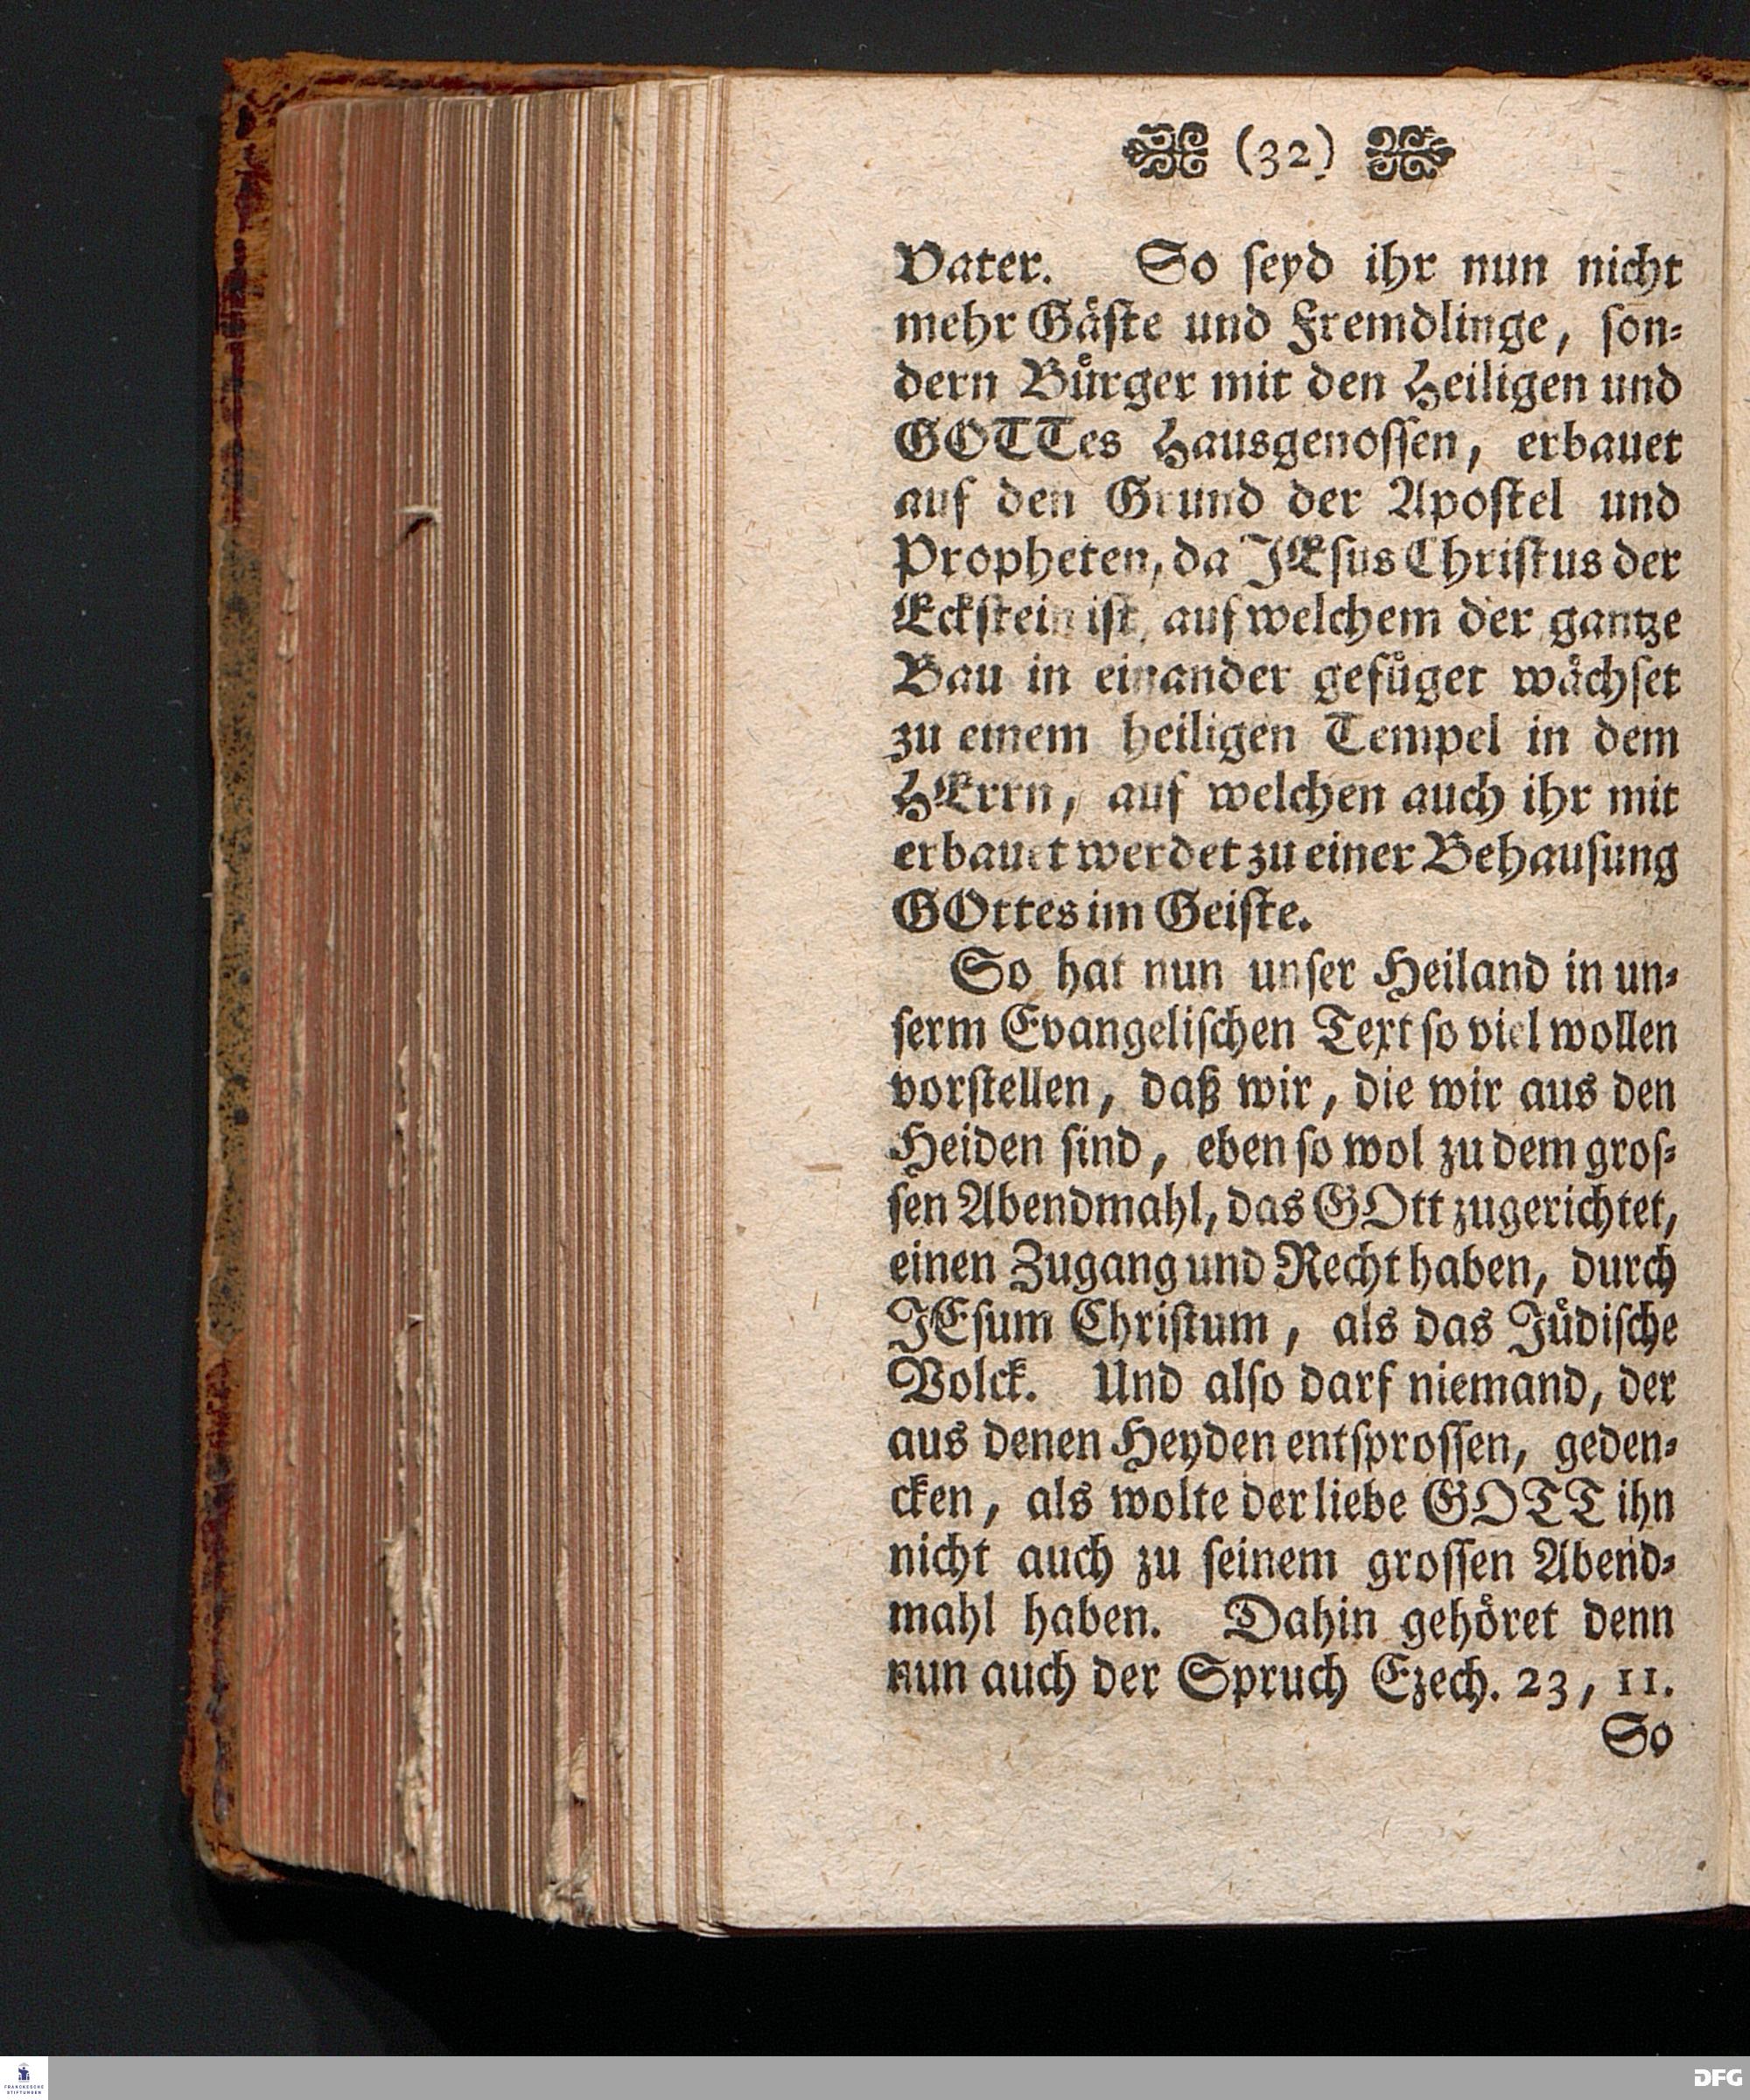 (32)
Vater. So ſeyd ihr nun nicht
mehr Gäſte und Fremdlinge, ſon-
dern Bürger mit den Heiligen und
GOTTes Hausgenoſſen, erbauet
auf den Grund der Apoſtel und
Propheten, da JEſus Chriſtus der
Eckſtein iſt, auf welchem der gantze
Bau in einander gefüget wächſet
zu einem heiligen Tempel in dem
HErrn, auf welchen auch ihr mit
erbauet werdet zu einer Behauſung
GOttes im Geiſte.
So hat nun unſer Heiland in un-
ſerm Evangeliſchen Text ſo viel wollen
vorſtellen, daß wir, die wir aus den
Heiden ſind, eben ſo wol zu dem groſ-
ſen Abendmahl, das GOtt zugerichtet,
einen Zugang und Recht haben, durch
JEſum Chriſtum, als das Jüdiſche
Volck. Und alſo darf niemand, der
aus denen Heyden entſproſſen, geden-
cken, als wolte der liebe GOTT ihn
nicht auch zu ſeinem groſſen Abend-
mahl haben. Dahin gehöret denn
nun auch der Spruch Ezech. 23, 11.
So
FRANCKESCHE
STIFTUNGEN
DFG